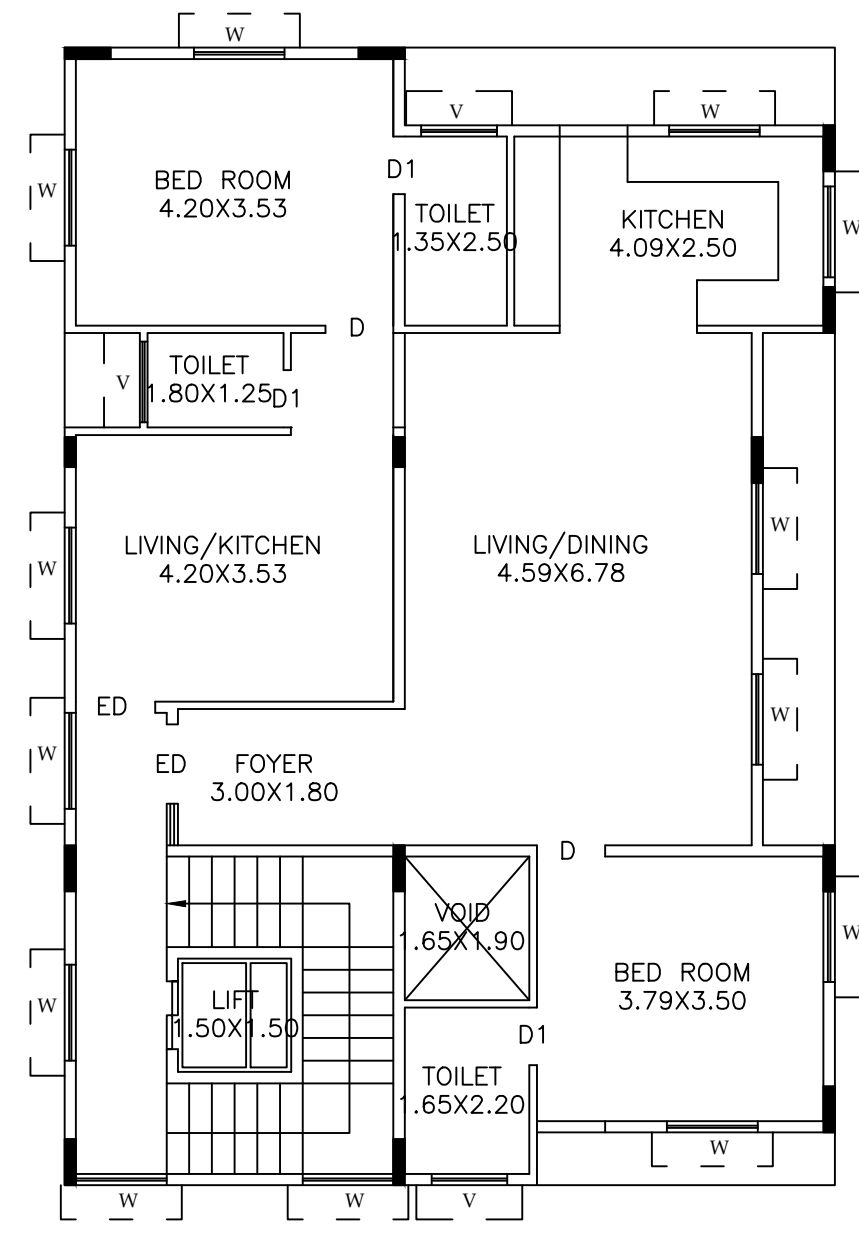 W
V
W
W
D1
BED ROOM
4.20X3.53
TOILET
1.35X2.50
KITCHEN
4.09X2.50
W
D
TOILET
1.80X1.25
V
D1
LIVING/KITCHEN
4.20X3.53
LIVING/DINING
4.59X6.78
W
W
ED
W
W
ED
FOYER
3.00X1.80
D
VOID
1.65X1.90
W
BED ROOM
3.79X3.50
LIFT
1.50X1.50
W
D1
TOILET
1.65X2.20
W
W
W
V